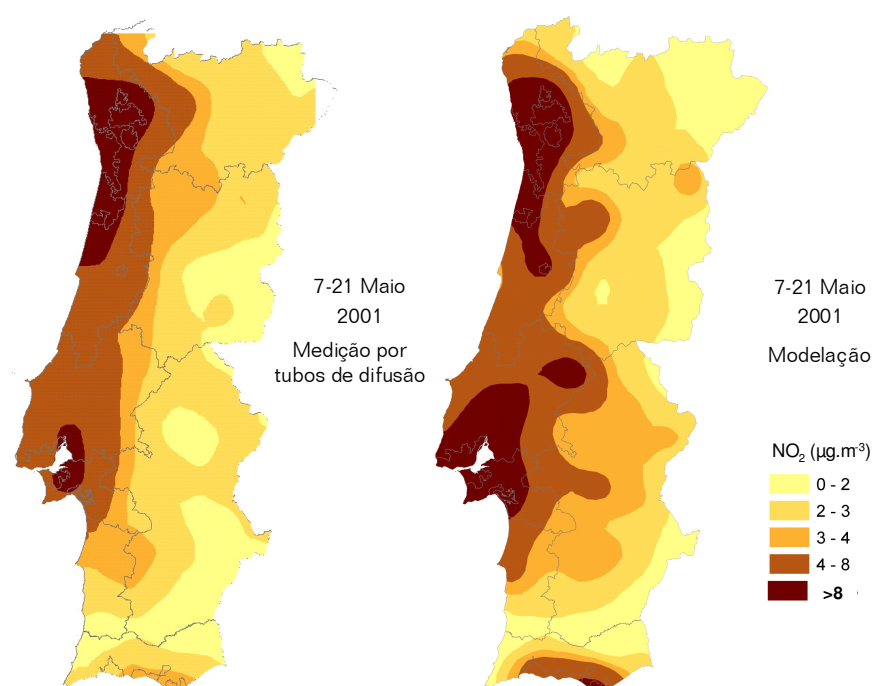 7-21 Maio
2001
Medição por
tubos de difusão
7-21 Maio
2001
Modelação
NO₂ (µg.m⁻³)
0 - 2
2 - 3
3 - 4
4 - 8
>8